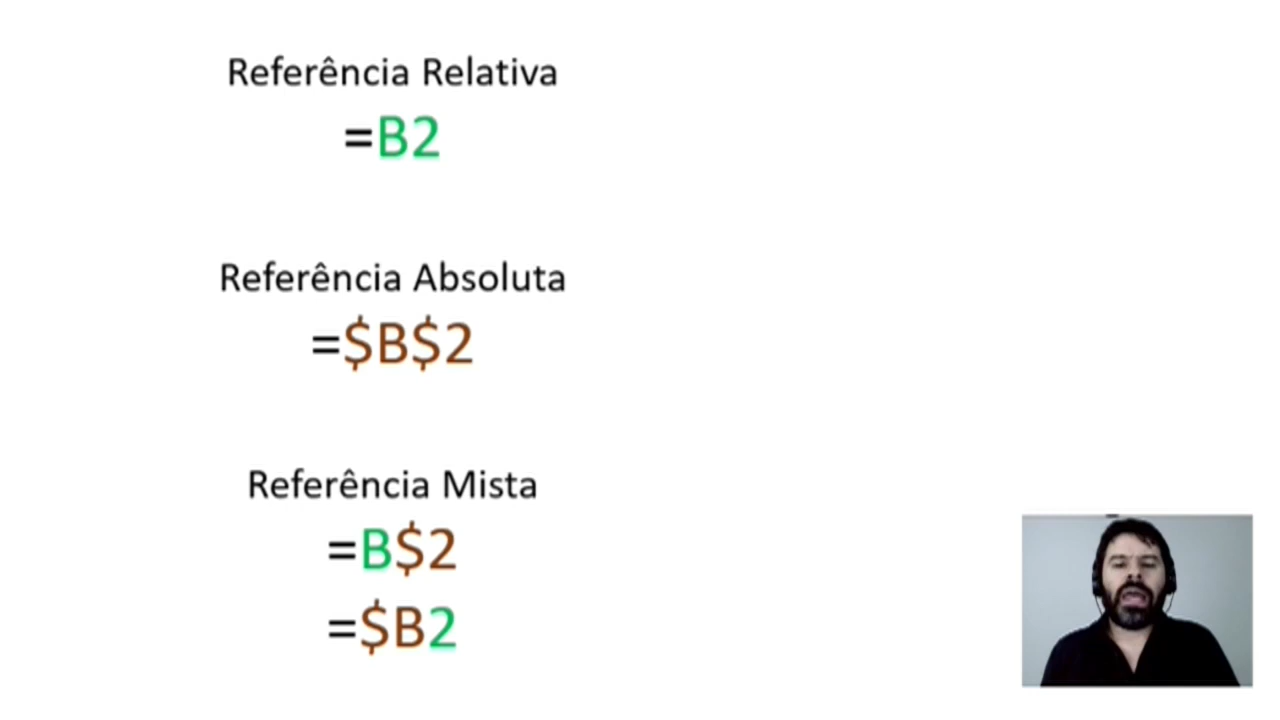 Referência Relativa
=B2
Referência Absoluta
=$B$2
Referência Mista
=B$2
=$B2